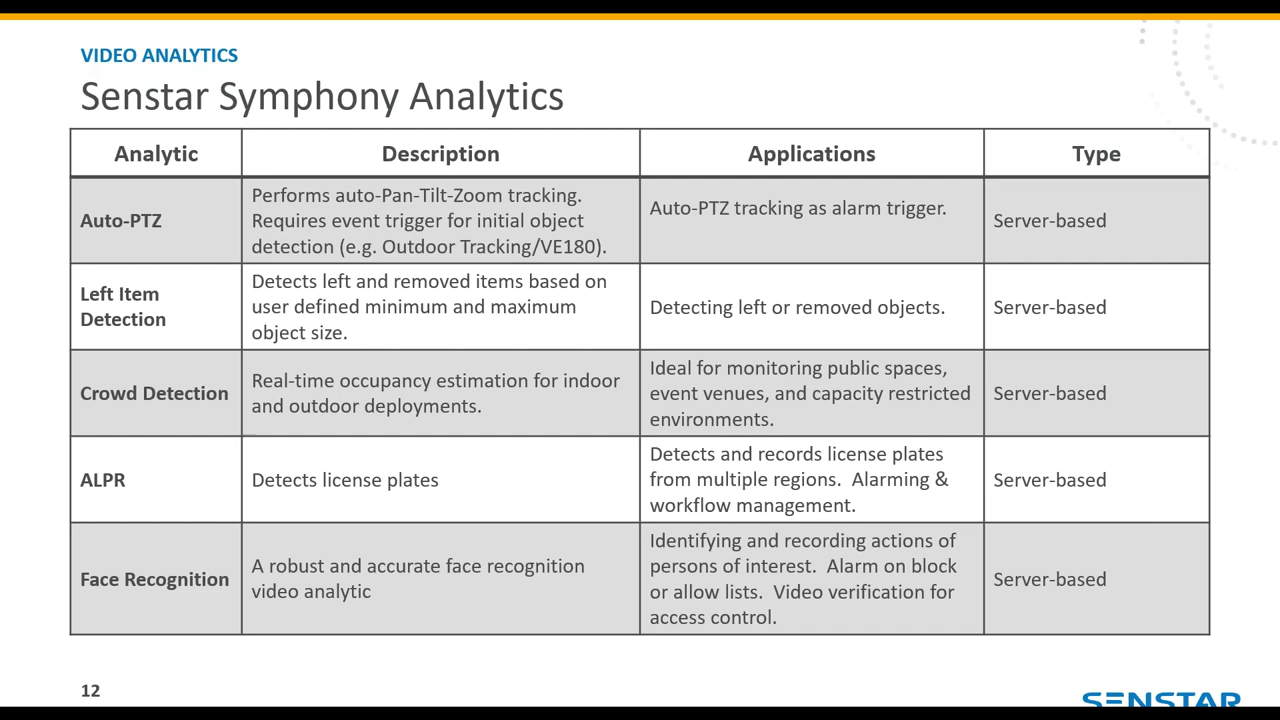 VIDEO ANALYTICS
Senstar Symphony Analytics
Analytic
Description
Applications
Type
Auto-PTZ
Performs auto-Pan-Tilt-Zoom tracking.
Requires event trigger for initial object
detection (e.g. Outdoor Tracking/VE180).
Auto-PTZ tracking as alarm trigger.
Server-based
Left Item
Detection
Detects left and removed items based on
user defined minimum and maximum
object size.
Detecting left or removed objects.
Server-based
Crowd Detection
Real-time occupancy estimation for indoor
and outdoor deployments.
Ideal for monitoring public spaces,
event venues, and capacity restricted
environments.
Server-based
ALPR
Detects license plates
Detects and records license plates
from multiple regions.  Alarming &
workflow management.
Server-based
Face Recognition
A robust and accurate face recognition
video analytic
Identifying and recording actions of
persons of interest.  Alarm on block
or allow lists.  Video verification for
access control.
Server-based
12
SENSTAR